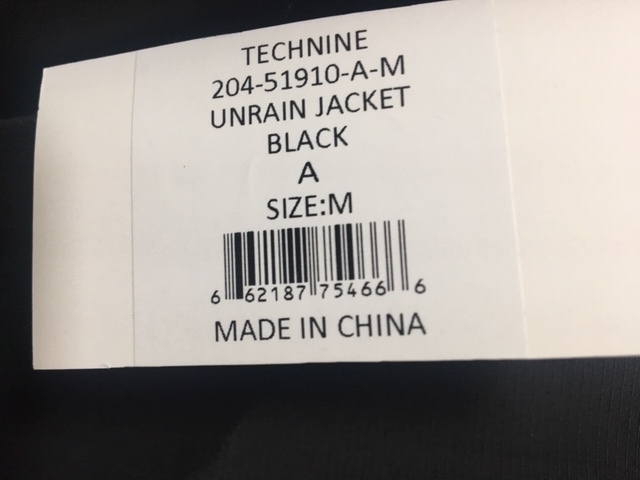 TECHNINE
204-51910-A-M
UNRAIN JACKET
BLACK
A
SIZE:M
6 62187 75466 6
MADE IN CHINA